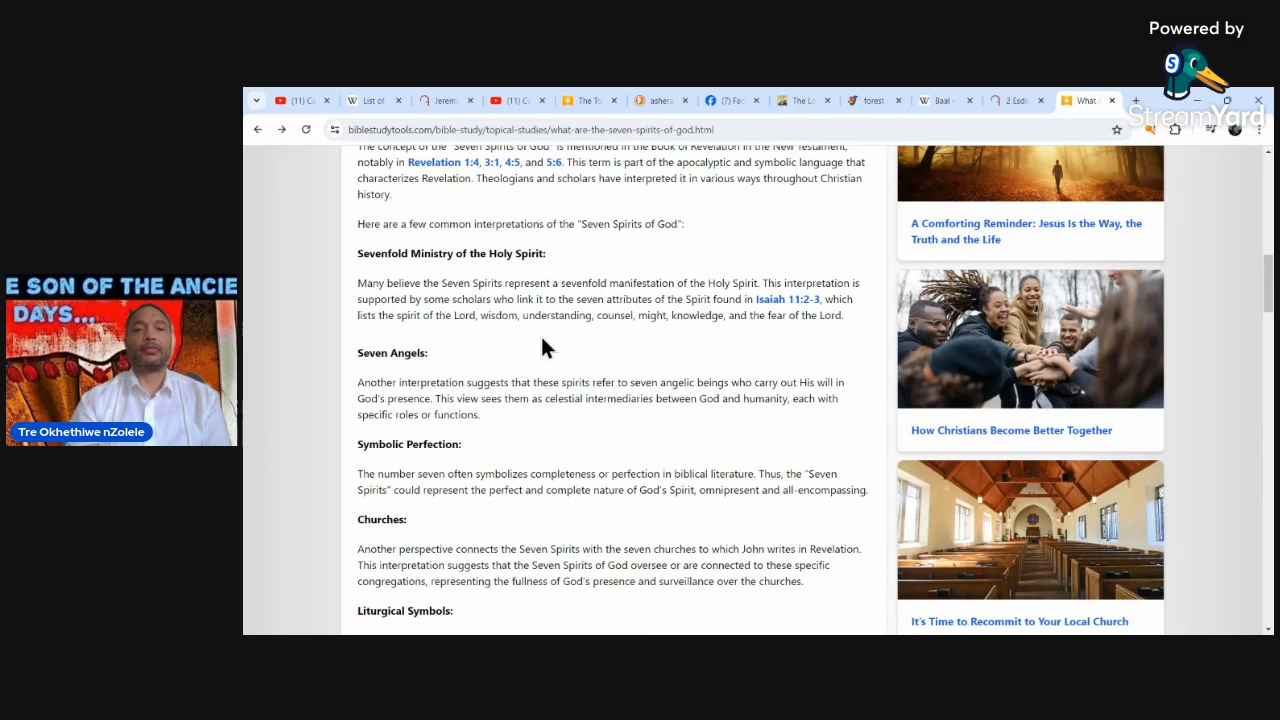 Powered by
S
StreamYard
(11) Ca
List of
Jeremi
(11) Cc
The To
ashera
(7) Fac
The Lo
forest
Baal -
2 Esdr
What A
biblestudytools.com/bible-study/topical-studies/what-are-the-seven-spirits-of-god.html
The concept of the "Seven Spirits of God" is mentioned in the Book of Revelation in the New Testament,
notably in Revelation 1:4, 3:1, 4:5, and 5:6. This term is part of the apocalyptic and symbolic language that
characterizes Revelation. Theologians and scholars have interpreted it in various ways throughout Christian
history.
Here are a few common interpretations of the "Seven Spirits of God":
Sevenfold Ministry of the Holy Spirit:
Many believe the Seven Spirits represent a sevenfold manifestation of the Holy Spirit. This interpretation is
supported by some scholars who link it to the seven attributes of the Spirit found in Isaiah 11:2-3, which
lists the spirit of the Lord, wisdom, understanding, counsel, might, knowledge, and the fear of the Lord.
Seven Angels:
Another interpretation suggests that these spirits refer to seven angelic beings who carry out His will in
God's presence. This view sees them as celestial intermediaries between God and humanity, each with
specific roles or functions.
Symbolic Perfection:
The number seven often symbolizes completeness or perfection in biblical literature. Thus, the "Seven
Spirits" could represent the perfect and complete nature of God's Spirit, omnipresent and all-encompassing.
Churches:
Another perspective connects the Seven Spirits with the seven churches to which John writes in Revelation.
This interpretation suggests that the Seven Spirits of God oversee or are connected to these specific
congregations, representing the fullness of God's presence and surveillance over the churches.
Liturgical Symbols:
A Comforting Reminder: Jesus Is the Way, the
Truth and the Life
How Christians Become Better Together
It's Time to Recommit to Your Local Church
E SON OF THE ANCIE
DAYS...
Tre Okhethiwe nZolele